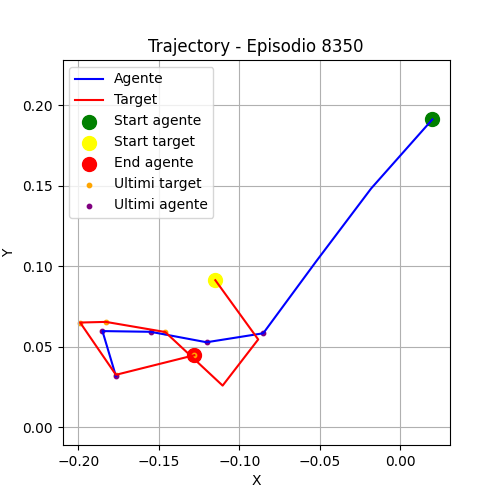 Trajectory - Episodio 8350
Agente
Target
Start agente
Start target
End agente
Ultimi target
Ultimi agente
Y
0.20
0.15
0.10
0.05
0.00
−0.20
−0.15
−0.10
−0.05
0.00
X